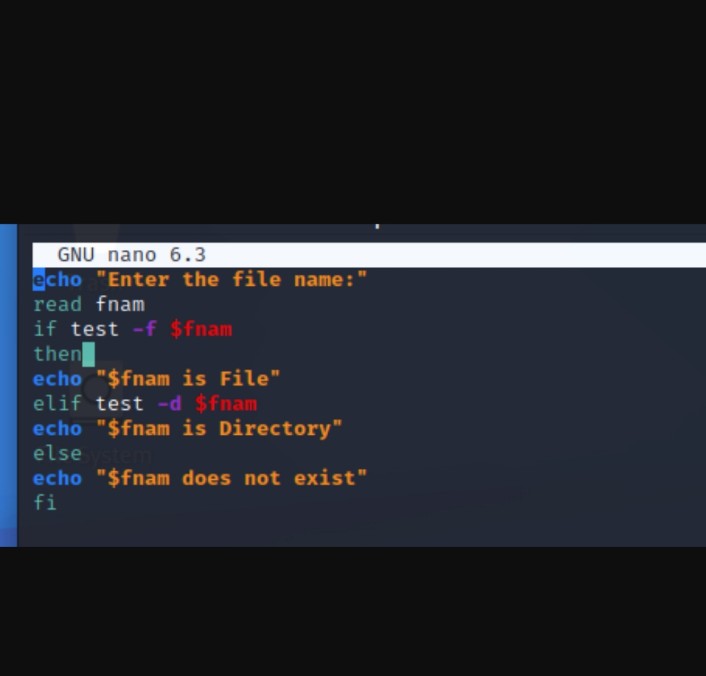 GNU nano 6.3
echo "Enter the file name:"
read fnam
if test -f $fnam
then
echo "$fnam is File"
elif test -d $fnam
echo "$fnam is Directory"
else
echo "$fnam does not exist"
fi